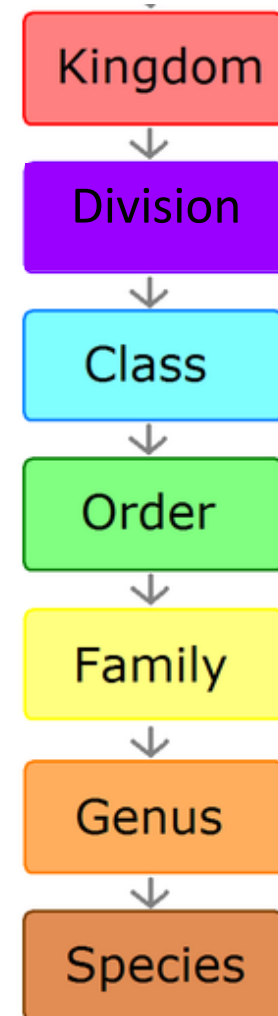 Kingdom
Division
Class
Order
Family
Genus
Species